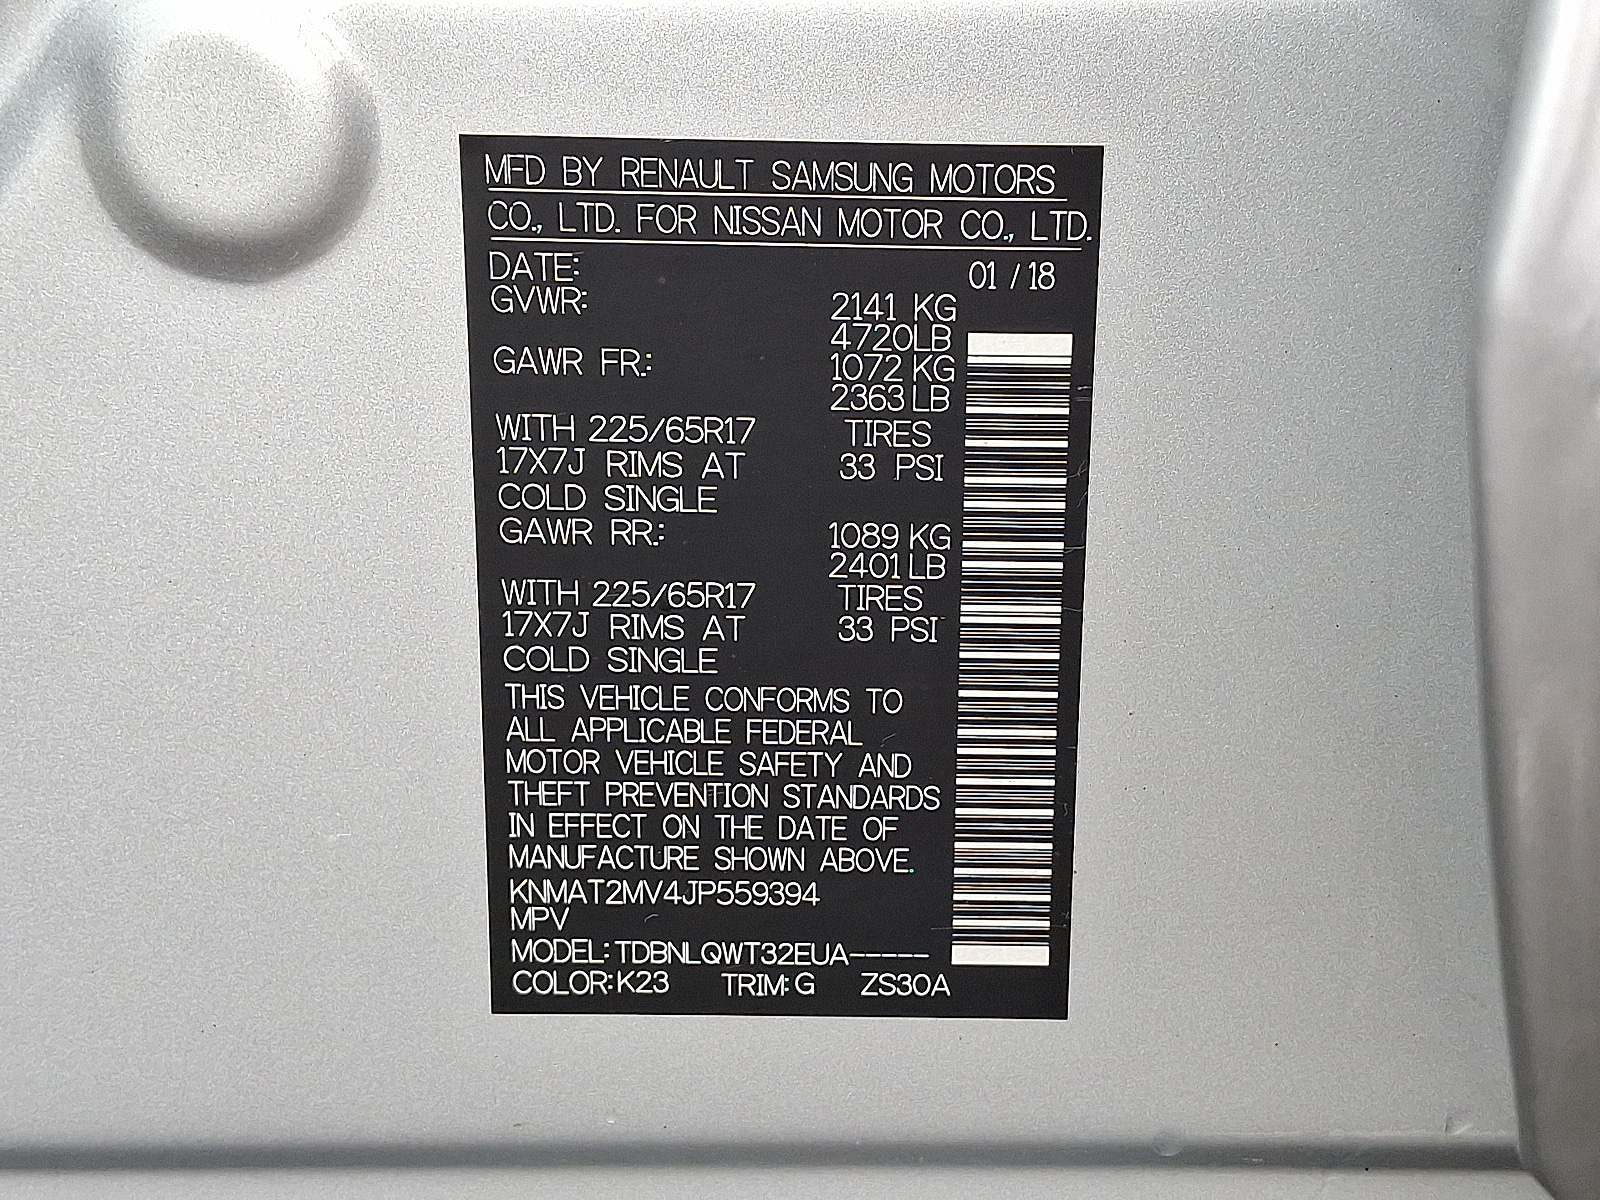 MFD BY RENAULT SAMSUNG MOTORS
CO., LTD. FOR NISSAN MOTOR CO., LTD.
DATE: 01 / 18
GVWR: 2141 KG
4720LB
GAWR FR.: 1072 KG
2363 LB
WITH 225/65R17 TIRES
17X7J RIMS AT 33 PSI
COLD SINGLE
GAWR RR.: 1089 KG
2401 LB
WITH 225/65R17 TIRES
17X7J RIMS AT 33 PSI
COLD SINGLE
THIS VEHICLE CONFORMS TO
ALL APPLICABLE FEDERAL
MOTOR VEHICLE SAFETY AND
THEFT PREVENTION STANDARDS
IN EFFECT ON THE DATE OF
MANUFACTURE SHOWN ABOVE.
KNMAT2MV4JP559394
MPV
MODEL: TDBNLQWT32EUA-----
COLOR: K23 TRIM: G ZS30A